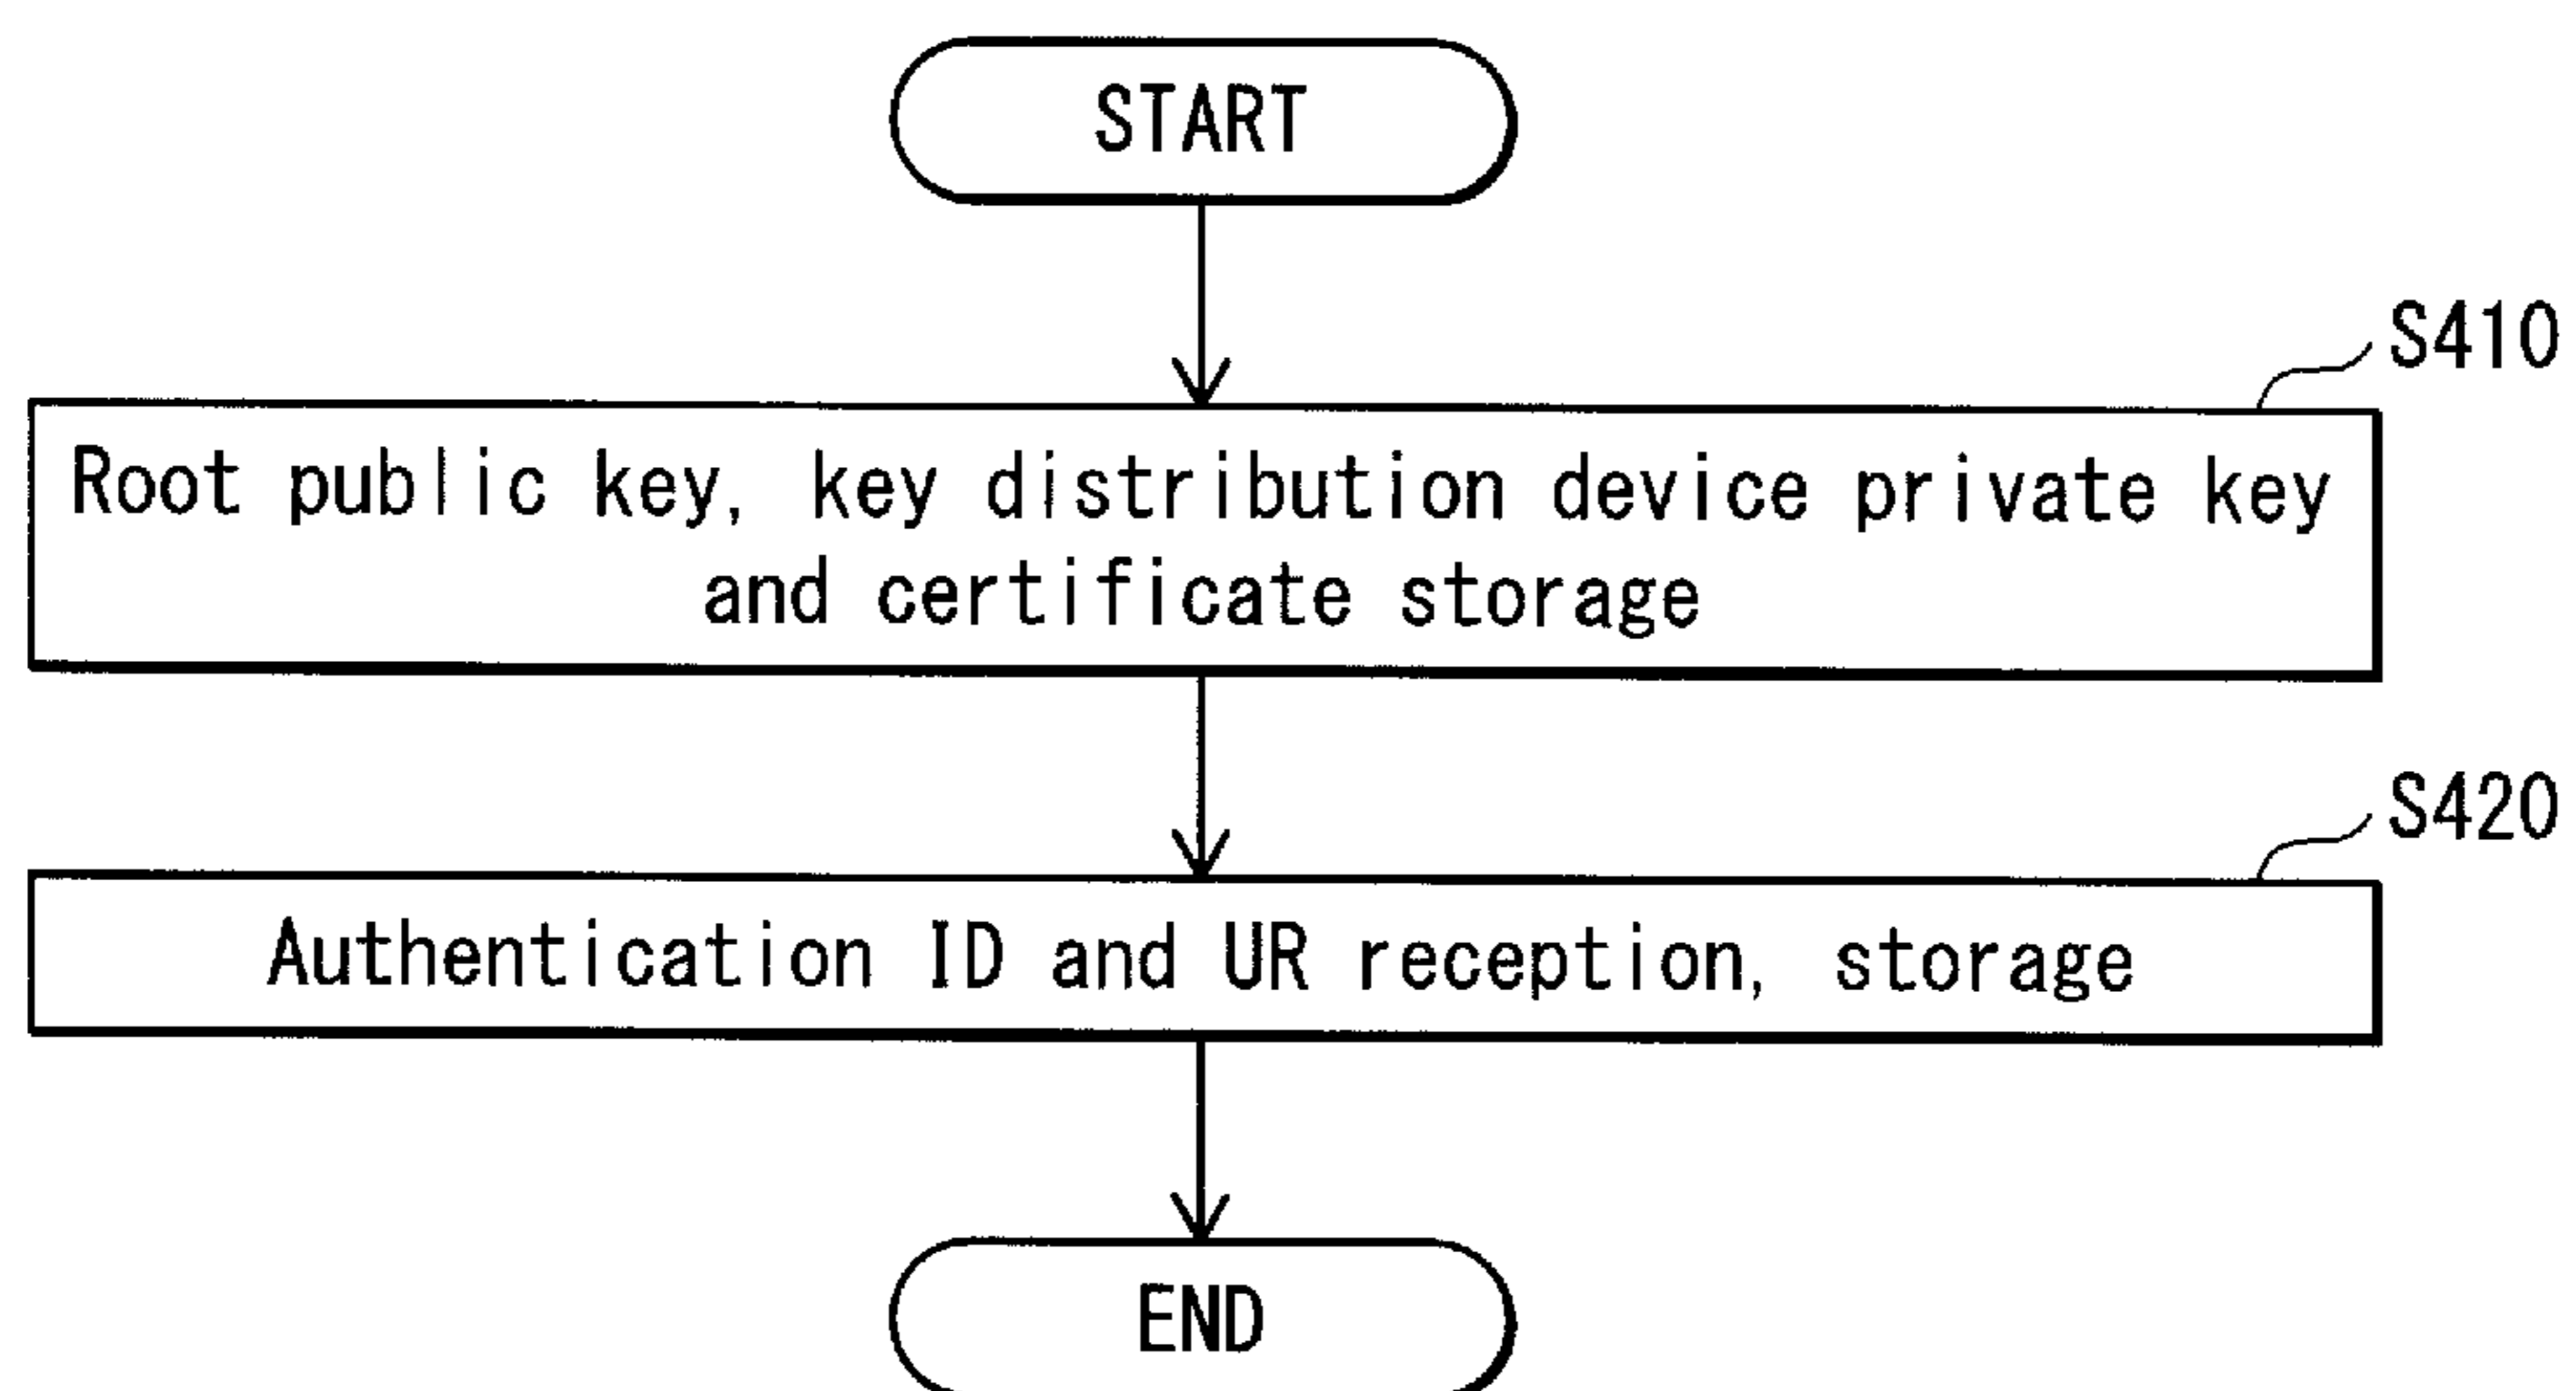 START
S410
Root public key, key distribution device private key
and certificate storage
S420
Authentication ID and UR reception, storage
END